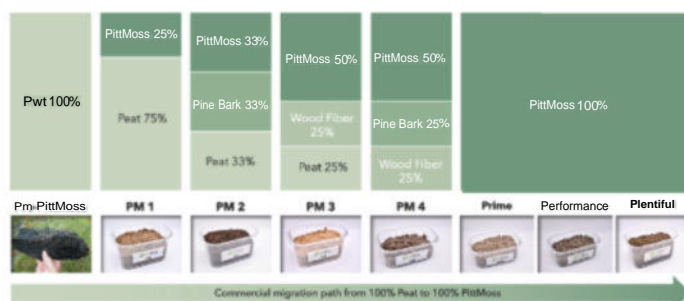 PittMoss 25%
PittMoss 33%
PittMoss 50%
PittMoss 50%
Pwt 100%
Peat 75%
Pine Bark 33%
Wood Fiber
25%
Pine Bark 25%
PittMoss 100%
Peat 33%
Peat 25%
Wood Fiber
25%
Pm-PittMoss
PM 1
PM 2
PM 3
PM 4
Prime
Performance
Plentiful
Commercial migration path from 100% Peat to 100% PittMoss